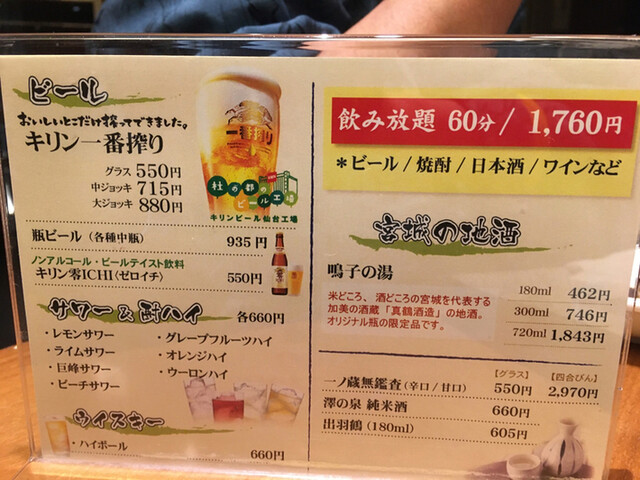 ビール
おいしいとこだけ搾ってできました。
キリン一番搾り
グラス 550円
中ジョッキ 715円
大ジョッキ 880円
一番搾り
杜の都の
ビール工場
キリンビール仙台工場
瓶ビール (各種中瓶) 935円
ノンアルコール・ビールテイスト飲料
キリン零ICHI(ゼロイチ) 550円
サワー&酎ハイ 各660円
・レモンサワー
・ライムサワー
・巨峰サワー
・ピーチサワー
・グレープフルーツハイ
・オレンジハイ
・ウーロンハイ
ウイスキー
・ハイボール 660円
飲み放題 60分 / 1,760円
*ビール / 焼酎 / 日本酒 / ワインなど
宮城の地酒
鳴子の湯
米どころ、酒どころの宮城を代表する
加美の酒蔵「真鶴酒造」の地酒。
オリジナル瓶の限定品です。
180ml 462円
300ml 746円
720ml 1,843円
【グラス】 【四合びん】
一ノ蔵無鑑査(辛口/甘口) 550円 2,970円
澤の泉 純米酒 660円
出羽鶴 (180ml) 605円